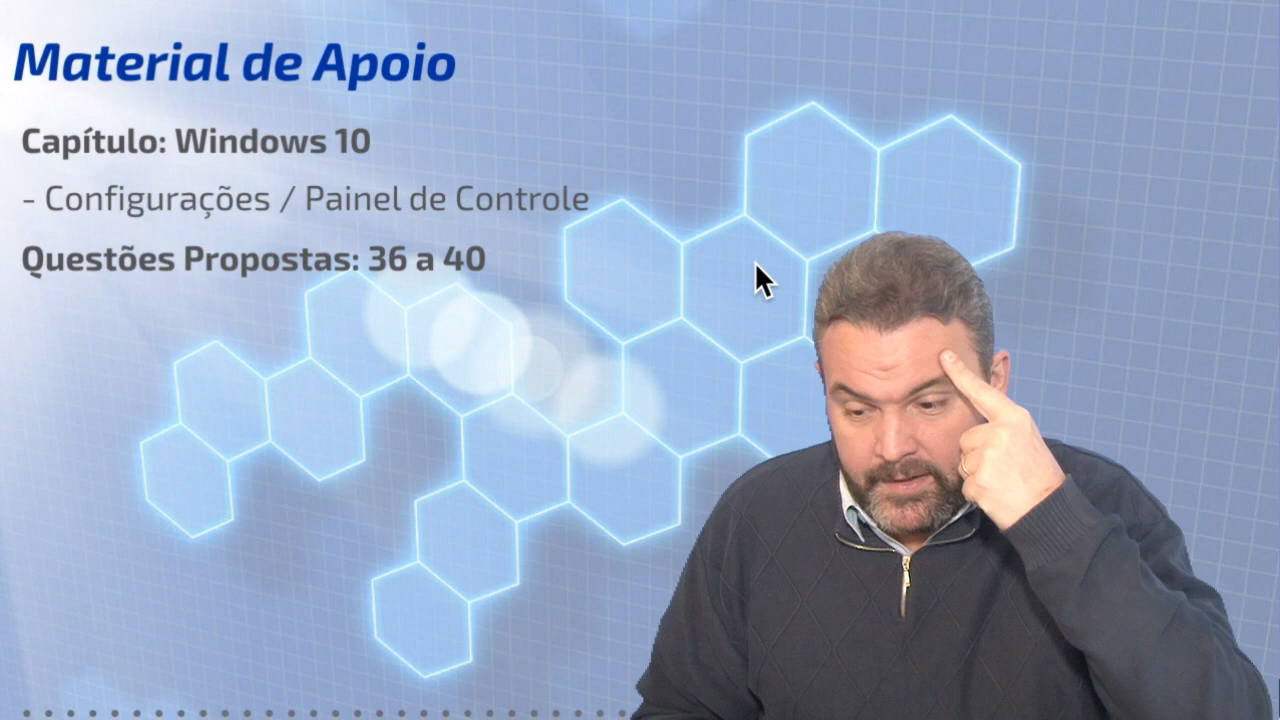 Material de Apoio
Capítulo: Windows 10
- Configurações / Painel de Controle
Questões Propostas: 36 a 40